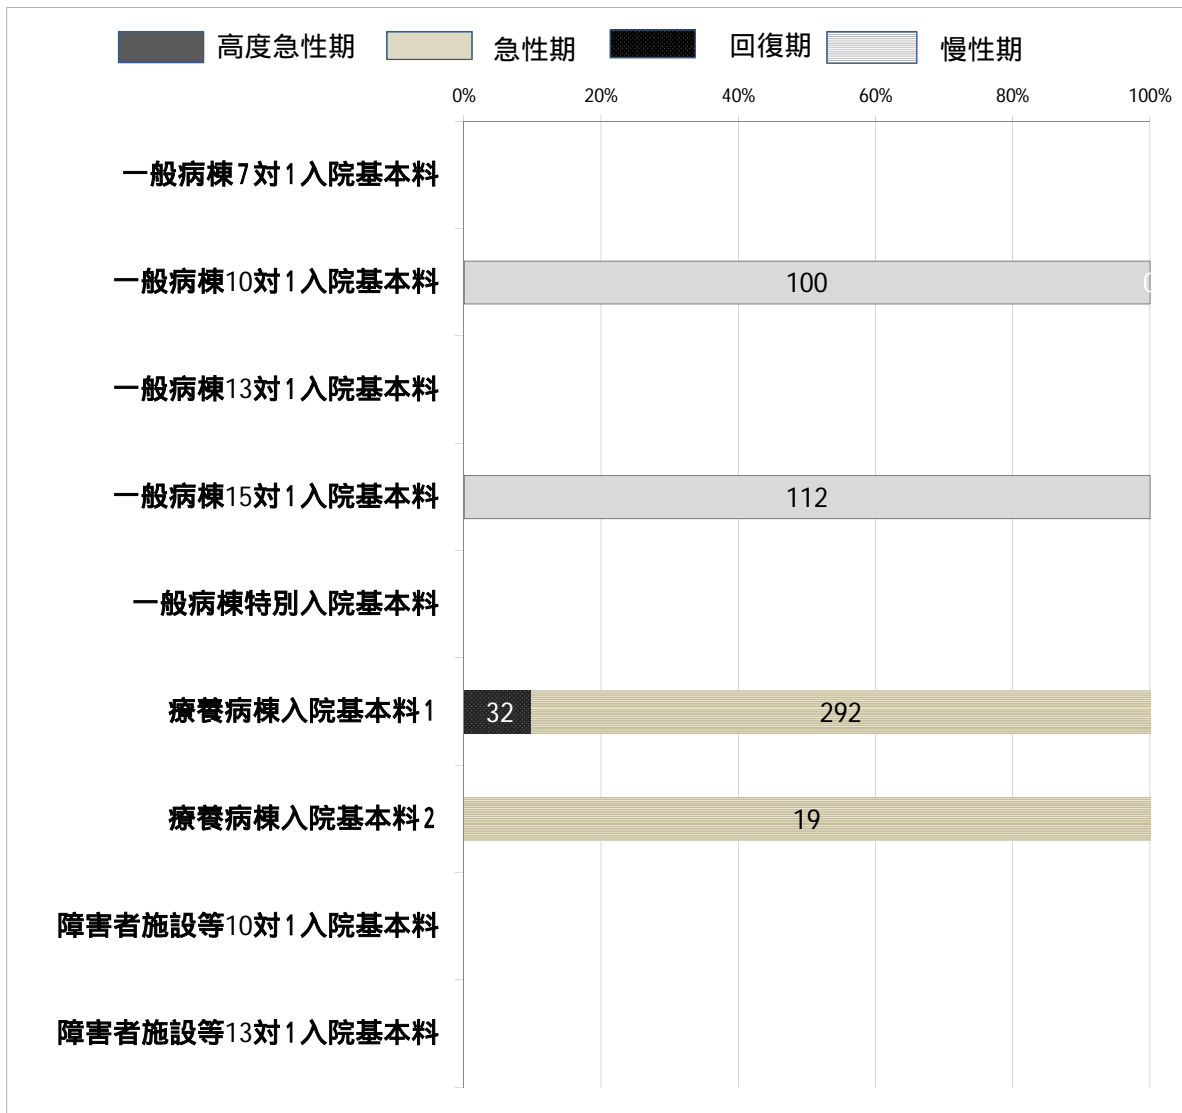 高度急性期 急性期 回復期 慢性期
0% 20% 40% 60% 80% 100%
一般病棟7対1入院基本料
一般病棟10対1入院基本料 100 0
一般病棟13対1入院基本料
一般病棟15対1入院基本料 112
一般病棟特別入院基本料
療養病棟入院基本料1 32 292
療養病棟入院基本料2 19
障害者施設等10対1入院基本料
障害者施設等13対1入院基本料